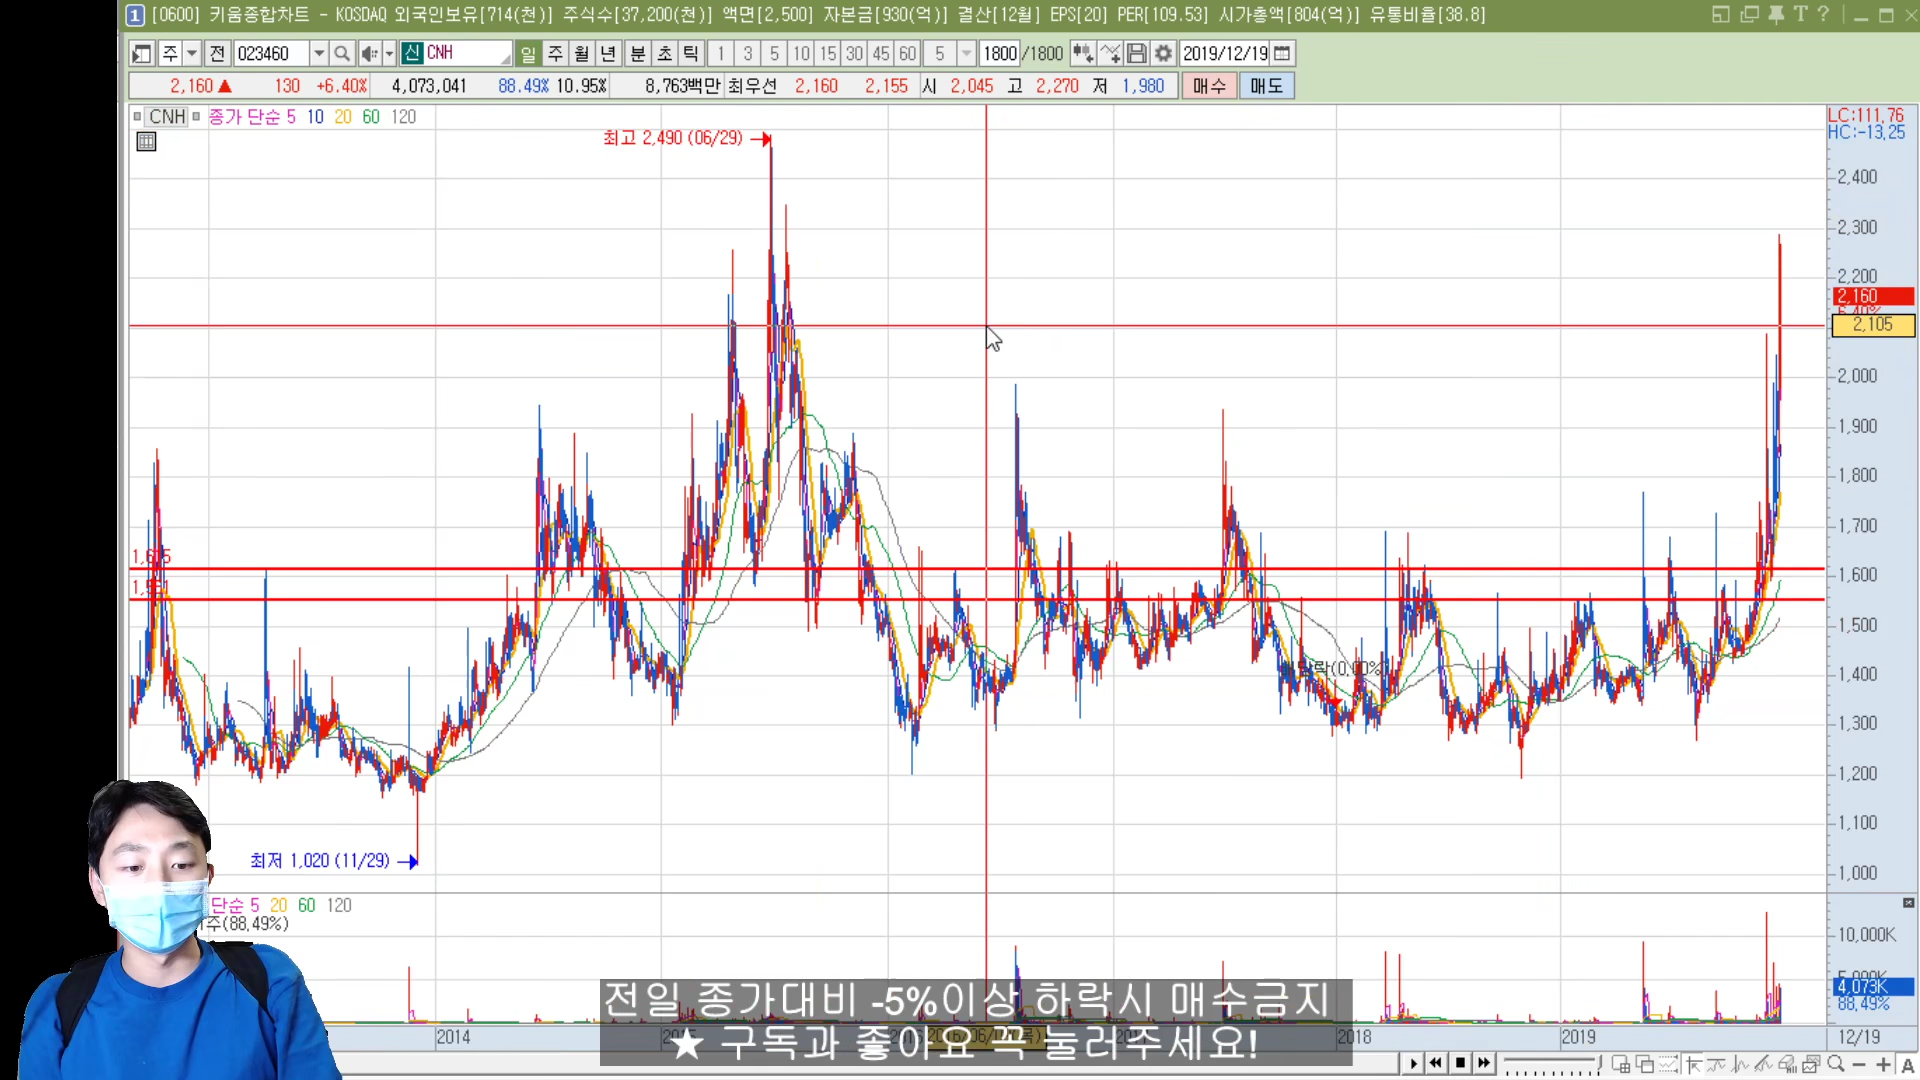 1 [0600] 키움종합차트 - KOSDAQ 외국인보유[714(천)] 주식수[37,200(천)] 액면[2,500] 자본금[930(억)] 결산[12월] EPS[20] PER[109.53] 시가총액[804(억)] 유통비율[38.8]
주 전 023460 신 CNH 일 주 월 년 분 초 틱 1 3 5 10 15 30 45 60 5 1800 /1800 2019/12/19
2,160▲ 130 +6.40% 4,073,041 88.49% 10.95% 8,763백만 최우선 2,160 2,155 시 2,045 고 2,270 저 1,980 매수 매도
CNH 종가 단순 5 10 20 60 120
LC:111.76
HC:-13.25
최고 2,490 (06/29)
2,400
2,300
2,200
2,160
2,105
2,000
1,900
1,800
1,700
1,600
1,500
1,400
1,300
1,200
1,100
1,000
최저 1,020 (11/29)
단순 5 20 60 120
주(88.49%)
10,000K
4,073K
88.49%
2014
2018
2019
12/19
전일 종가대비 -5%이상 하락시 매수금지
★ 구독과 좋아요 꼭 눌러주세요!